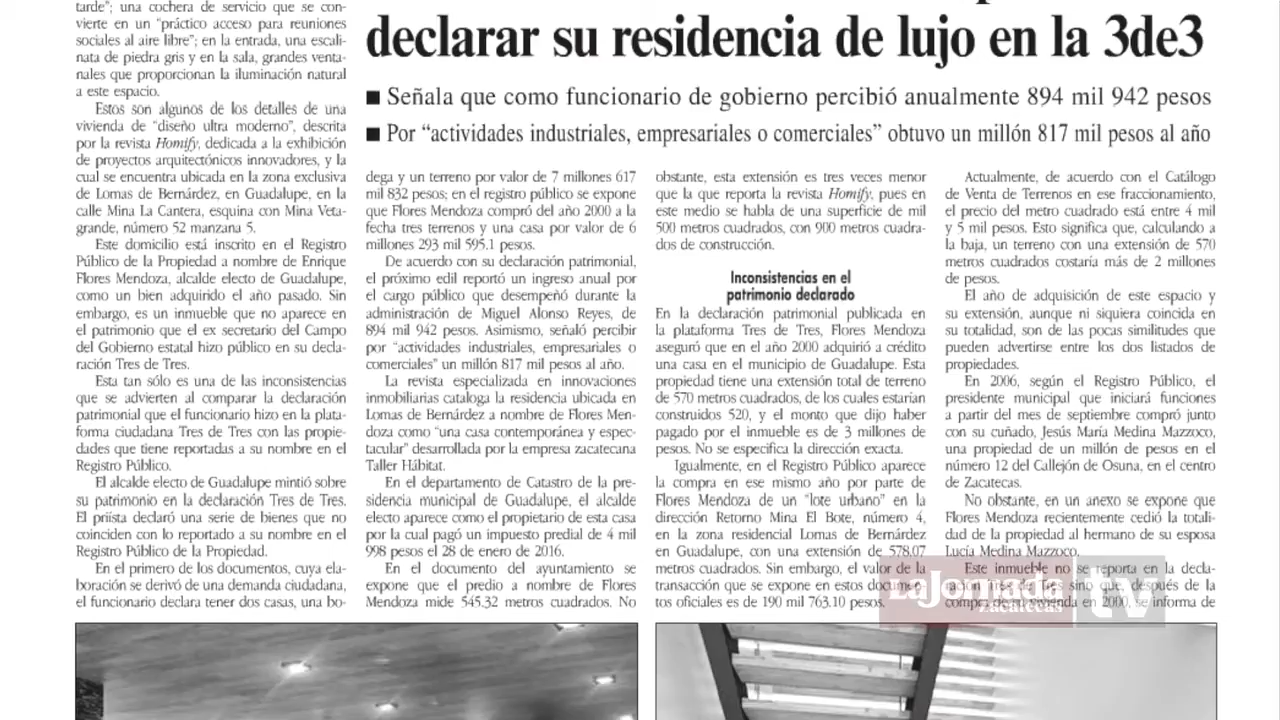 declarar su residencia de lujo en la 3de3
■ Señala que como funcionario de gobierno percibió anualmente 894 mil 942 pesos
■ Por “actividades industriales, empresariales o comerciales” obtuvo un millón 817 mil pesos al año
tarde”; una cochera de servicio que se con-
vierte en un “práctico acceso para reuniones
sociales al aire libre”; en la entrada, una escali-
nata de piedra gris y en la sala, grandes venta-
nales que proporcionan la iluminación natural
a este espacio.
Estos son algunos de los detalles de una
vivienda de “diseño ultra moderno”, descrita
por la revista Homify, dedicada a la exhibición
de proyectos arquitectónicos innovadores, y la
cual se encuentra ubicada en la zona exclusiva
de Lomas de Bernárdez, en Guadalupe, en la
calle Mina La Cantera, esquina con Mina Veta-
grande, número 52 manzana 5.
Este domicilio está inscrito en el Registro
Público de la Propiedad a nombre de Enrique
Flores Mendoza, alcalde electo de Guadalupe,
como un bien adquirido el año pasado. Sin
embargo, es un inmueble que no aparece en
el patrimonio que el ex secretario del Campo
del Gobierno estatal hizo público en su decla-
ración Tres de Tres.
Esta tan sólo es una de las inconsistencias
que se advierten al comparar la declaración
patrimonial que el funcionario hizo en la plata-
forma ciudadana Tres de Tres con las propie-
dades que tiene reportadas a su nombre en el
Registro Público.
El alcalde electo de Guadalupe mintió sobre
su patrimonio en la declaración Tres de Tres.
El priísta declaró una serie de bienes que no
coinciden con lo reportado a su nombre en el
Registro Público de la Propiedad.
En el primero de los documentos, cuya ela-
boración se derivó de una demanda ciudadana,
el funcionario declara tener dos casas, una bo-
dega y un terreno por valor de 7 millones 617
mil 832 pesos; en el registro público se expone
que Flores Mendoza compró del año 2000 a la
fecha tres terrenos y una casa por valor de 6
millones 293 mil 595.1 pesos.
De acuerdo con su declaración patrimonial,
el próximo edil reportó un ingreso anual por
el cargo público que desempeñó durante la
administración de Miguel Alonso Reyes, de
894 mil 942 pesos. Asimismo, señaló percibir
por “actividades industriales, empresariales o
comerciales” un millón 817 mil pesos al año.
La revista especializada en innovaciones
inmobiliarias cataloga la residencia ubicada en
Lomas de Bernárdez a nombre de Flores Men-
doza como “una casa contemporánea y espec-
tacular” desarrollada por la empresa zacatecana
Taller Hábitat.
En el departamento de Catastro de la pre-
sidencia municipal de Guadalupe, el alcalde
electo aparece como el propietario de esta casa
por la cual pagó un impuesto predial de 4 mil
998 pesos el 28 de enero de 2016.
En el documento del ayuntamiento se
expone que el predio a nombre de Flores
Mendoza mide 545.32 metros cuadrados. No
obstante, esta extensión es tres veces menor
que la que reporta la revista Homify, pues en
este medio se habla de una superficie de mil
500 metros cuadrados, con 900 metros cuadra-
dos de construcción.
Inconsistencias en el
patrimonio declarado
En la declaración patrimonial publicada en
la plataforma Tres de Tres, Flores Mendoza
aseguró que en el año 2000 adquirió a crédito
una casa en el municipio de Guadalupe. Esta
propiedad tiene una extensión total de terreno
de 570 metros cuadrados, de los cuales estarían
construidos 520, y el monto que dijo haber
pagado por el inmueble es de 3 millones de
pesos. No se especifica la dirección exacta.
Igualmente, en el Registro Público aparece
la compra en ese mismo año por parte de
Flores Mendoza de un “lote urbano” en la
dirección Retorno Mina El Bote, número 4,
en la zona residencial Lomas de Bernárdez
en Guadalupe, con una extensión de 578.07
metros cuadrados. Sin embargo, el valor de la
transacción que se expone en estos documen-
tos oficiales es de 190 mil 763.10 pesos.
Actualmente, de acuerdo con el Catálogo
de Venta de Terrenos en ese fraccionamiento,
el precio del metro cuadrado está entre 4 mil
y 5 mil pesos. Esto significa que, calculando a
la baja, un terreno con una extensión de 570
metros cuadrados costaría más de 2 millones
de pesos.
El año de adquisición de este espacio y
su extensión, aunque ni siquiera coincida en
su totalidad, son de las pocas similitudes que
pueden advertirse entre los dos listados de
propiedades.
En 2006, según el Registro Público, el
presidente municipal que iniciará funciones
a partir del mes de septiembre compró junto
con su cuñado, Jesús María Medina Mazzoco,
una propiedad de un millón de pesos en el
número 12 del Callejón de Osuna, en el centro
de Zacatecas.
No obstante, en un anexo se expone que
Flores Mendoza recientemente cedió la totali-
dad de la propiedad al hermano de su esposa
Lucía Medina Mazzoco.
Este inmueble no se reporta en la decla-
de la
compra de la vivienda en 2000, se informa de
La Jornada
Zacatecas
tv